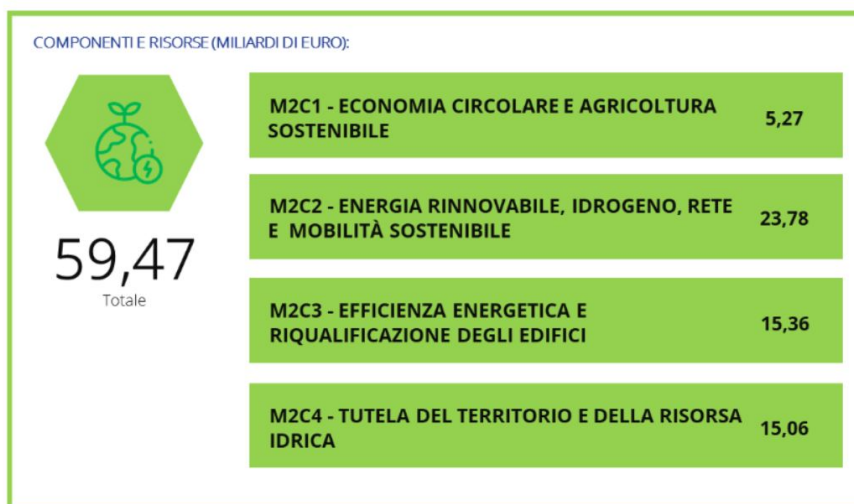 COMPONENTI E RISORSE (MILIARDI DI EURO):
59,47
Totale
M2C1 - ECONOMIA CIRCOLARE E AGRICOLTURA
SOSTENIBILE
5,27
M2C2 - ENERGIA RINNOVABILE, IDROGENO, RETE
E MOBILITÀ SOSTENIBILE
23,78
M2C3 - EFFICIENZA ENERGETICA E
RIQUALIFICAZIONE DEGLI EDIFICI
15,36
M2C4 - TUTELA DEL TERRITORIO E DELLA RISORSA
IDRICA
15,06